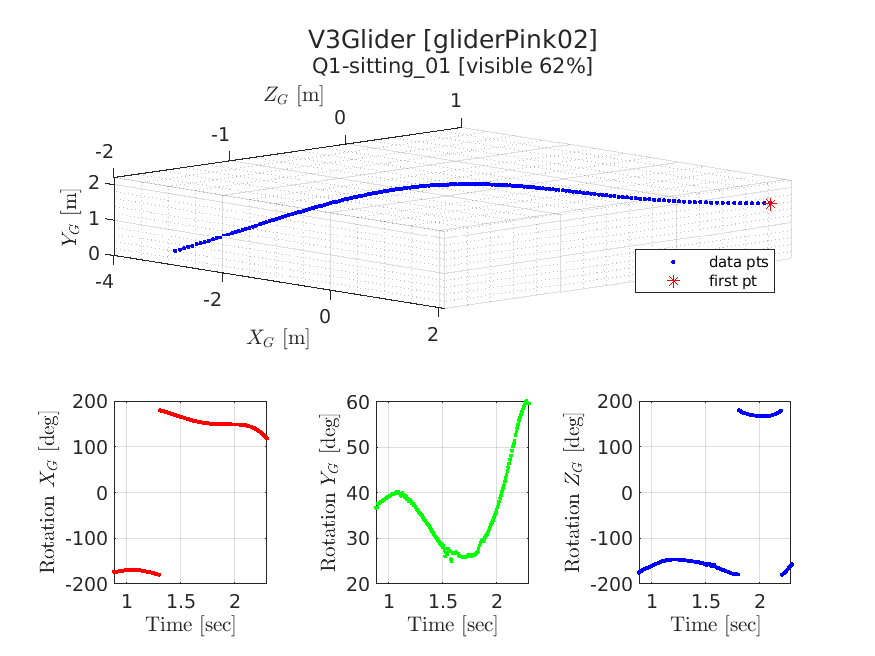 V3Glider [gliderPink02]
Q1-sitting_01 [visible 62%]
Z_G [m]
-2
-1
0
1
Y_G [m]
2
1
0
-4
-2
0
2
X_G [m]
data pts
first pt
Rotation X_G [deg]
200
100
0
-100
-200
1
1.5
2
Time [sec]
Rotation Y_G [deg]
60
50
40
30
20
1
1.5
2
Time [sec]
Rotation Z_G [deg]
200
100
0
-100
-200
1
1.5
2
Time [sec]